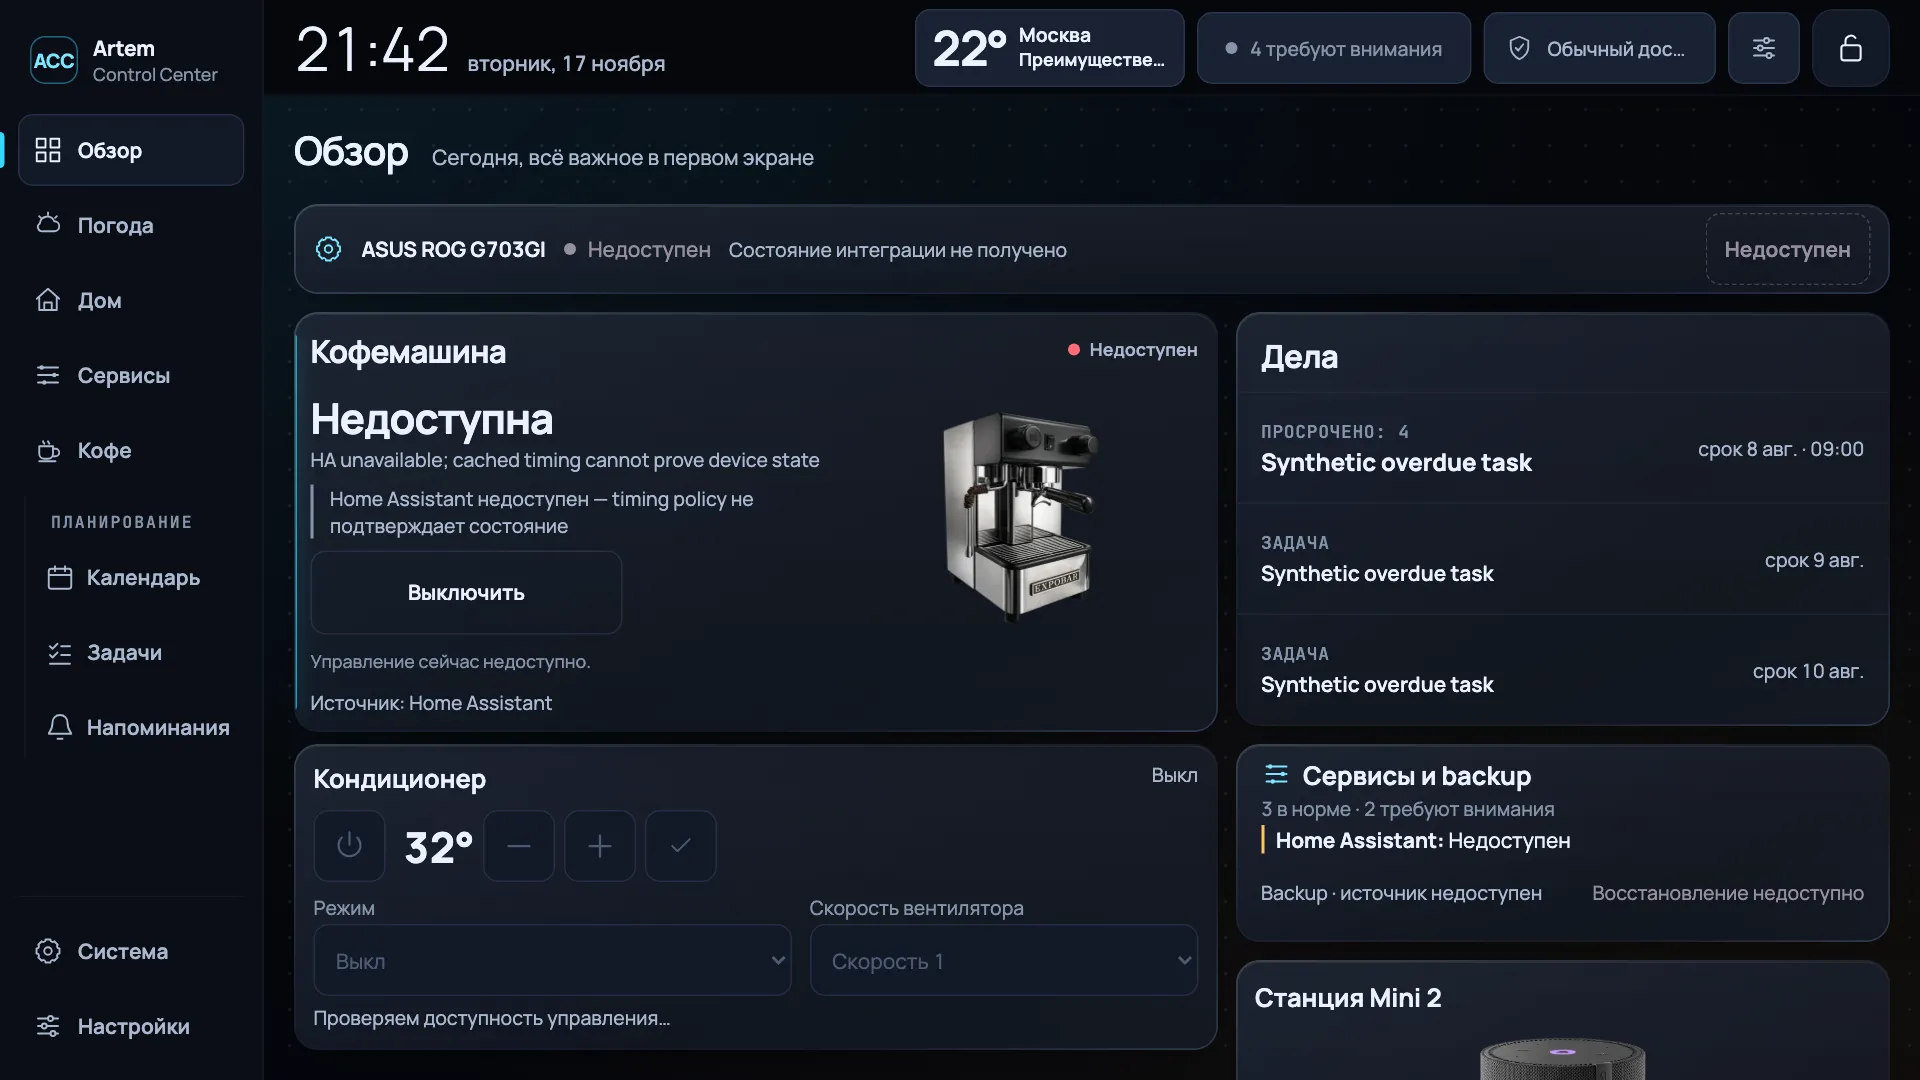 ACC
Artem
Control Center
21:42
вторник, 17 ноября
22°
Москва
Преимуществе…
4 требуют внимания
Обычный дос…
Обзор
Погода
Дом
Сервисы
Кофе
ПЛАНИРОВАНИЕ
Календарь
Задачи
Напоминания
Система
Настройки
Обзор
Сегодня, всё важное в первом экране
ASUS ROG G703GI
Недоступен
Состояние интеграции не получено
Недоступен
Кофемашина
Недоступен
Недоступна
HA unavailable; cached timing cannot prove device state
Home Assistant недоступен — timing policy не
подтверждает состояние
Выключить
Управление сейчас недоступно.
Источник: Home Assistant
EXPOBAR
Дела
ПРОСРОЧЕНО: 4
Synthetic overdue task
срок 8 авг. · 09:00
ЗАДАЧА
Synthetic overdue task
срок 9 авг.
ЗАДАЧА
Synthetic overdue task
срок 10 авг.
Кондиционер
Выкл
32°
Режим
Выкл
Скорость вентилятора
Скорость 1
Проверяем доступность управления…
Сервисы и backup
3 в норме · 2 требуют внимания
Home Assistant: Недоступен
Backup · источник недоступен
Восстановление недоступно
Станция Mini 2